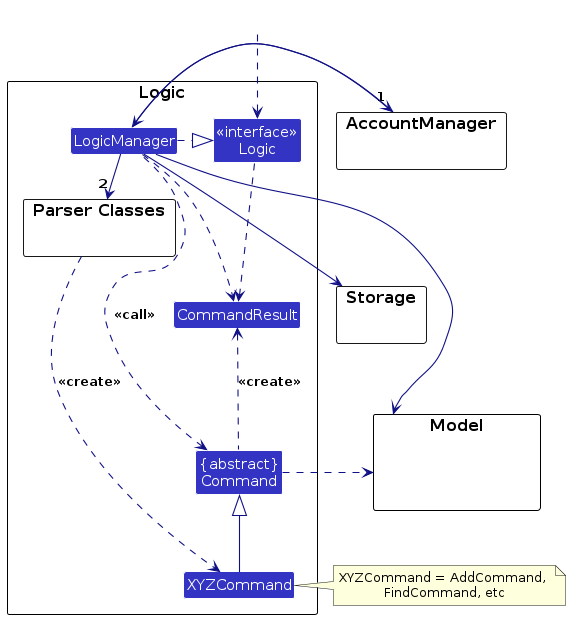 1
Logic
AccountManager
LogicManager
«interface»
Logic
2
Parser Classes
Storage
«call»
CommandResult
«create»
«create»
Model
{abstract}
Command
XYZCommand
XYZCommand = AddCommand,
FindCommand, etc